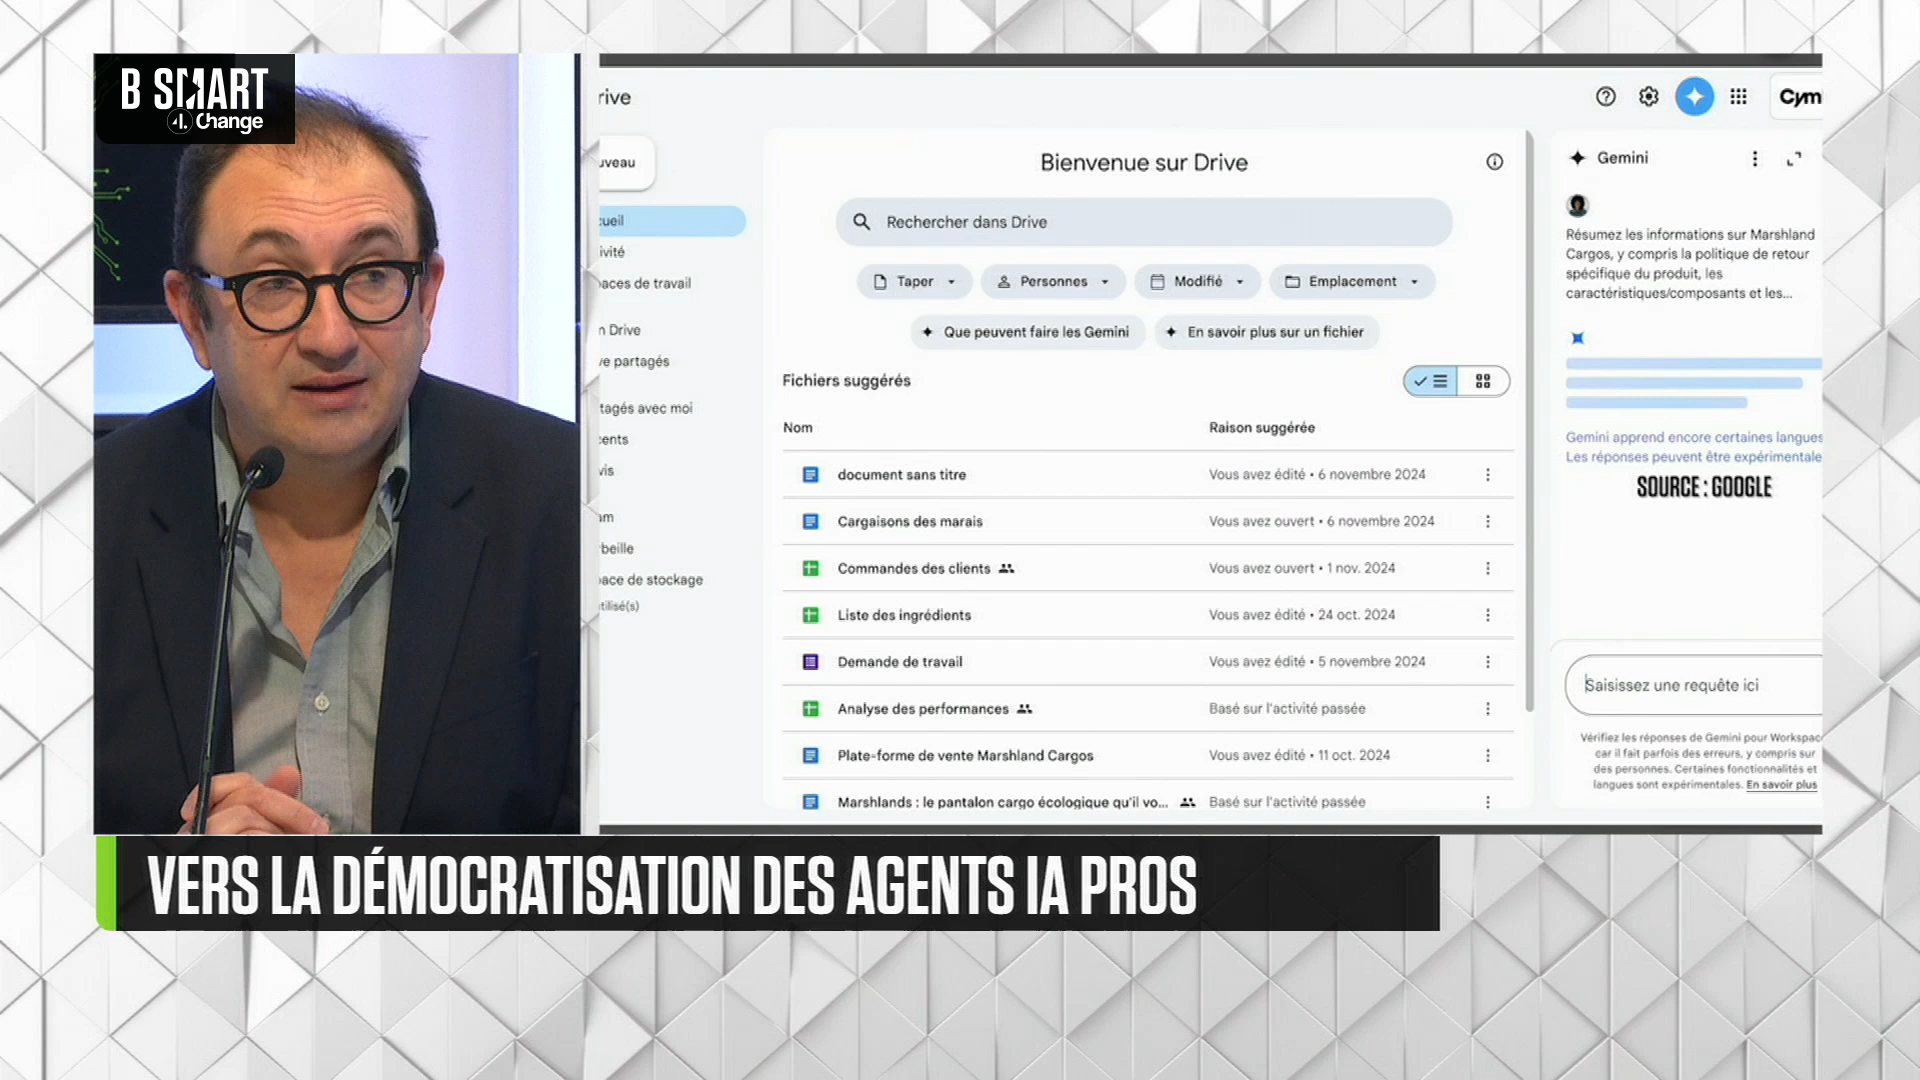 B SMART
4. Change
rive
Cym
uveau
cueil
ivité
paces de travail
n Drive
ve partagés
tagés avec moi
cents
vis
am
rbeille
pace de stockage
tilisé(s)
Bienvenue sur Drive
Rechercher dans Drive
Taper
Personnes
Modifié
Emplacement
Que peuvent faire les Gemini
En savoir plus sur un fichier
Fichiers suggérés
Nom Raison suggérée
document sans titre Vous avez édité • 6 novembre 2024
Cargaisons des marais Vous avez ouvert • 6 novembre 2024
Commandes des clients Vous avez ouvert • 1 nov. 2024
Liste des ingrédients Vous avez édité • 24 oct. 2024
Demande de travail Vous avez édité • 5 novembre 2024
Analyse des performances Basé sur l'activité passée
Plate-forme de vente Marshland Cargos Vous avez édité • 11 oct. 2024
Marshlands : le pantalon cargo écologique qu'il vo... Basé sur l'activité passée
Gemini
Résumez les informations sur Marshland
Cargos, y compris la politique de retour
spécifique du produit, les
caractéristiques/composants et les...
Gemini apprend encore certaines langues
Les réponses peuvent être expérimentale
SOURCE : GOOGLE
Saisissez une requête ici
Vérifiez les réponses de Gemini pour Workspac
car il fait parfois des erreurs, y compris sur
des personnes. Certaines fonctionnalités et
langues sont expérimentales. En savoir plus
VERS LA DÉMOCRATISATION DES AGENTS IA PROS